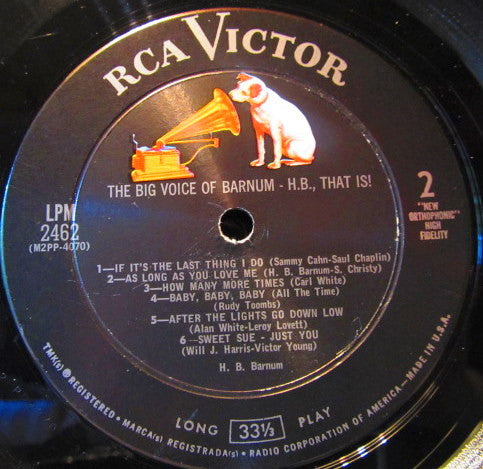 RCA VICTOR
THE BIG VOICE OF BARNUM - H.B., THAT IS!
LPM
2462
(M2PP-4070)
2
"NEW
ORTHOPHONIC"
HIGH
FIDELITY
1—IF IT'S THE LAST THING I DO (Sammy Cahn-Saul Chaplin)
2—AS LONG AS YOU LOVE ME (H. B. Barnum-S. Christy)
3—HOW MANY MORE TIMES (Carl White)
4—BABY, BABY, BABY (All The Time)
(Rudy Toombs)
5—AFTER THE LIGHTS GO DOWN LOW
(Alan White-Leroy Lovett)
6—SWEET SUE - JUST YOU
(Will J. Harris-Victor Young)
H. B. Barnum
LONG 33⅓ PLAY
TMK(s) ® REGISTERED • MARCA(s) REGISTRADA(s) • RADIO CORPORATION OF AMERICA—MADE IN U.S.A.